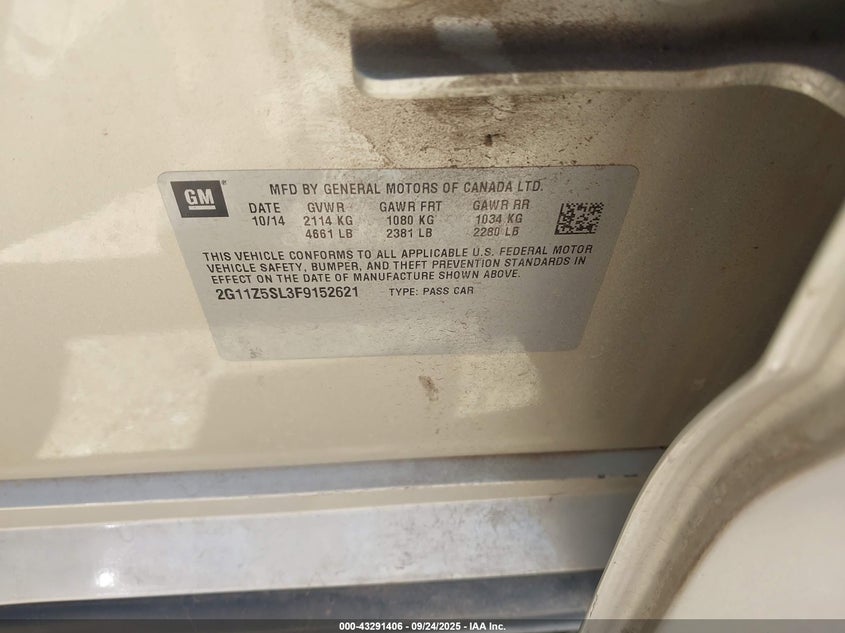 GM
MFD BY GENERAL MOTORS OF CANADA LTD.
DATE GVWR GAWR FRT GAWR RR
10/14 2114 KG 1080 KG 1034 KG
4661 LB 2381 LB 2280 LB
THIS VEHICLE CONFORMS TO ALL APPLICABLE U.S. FEDERAL MOTOR
VEHICLE SAFETY, BUMPER, AND THEFT PREVENTION STANDARDS IN
EFFECT ON THE DATE OF MANUFACTURE SHOWN ABOVE.
2G11Z5SL3F9152621 TYPE: PASS CAR
000-43291406 - 09/24/2025 - IAA Inc.